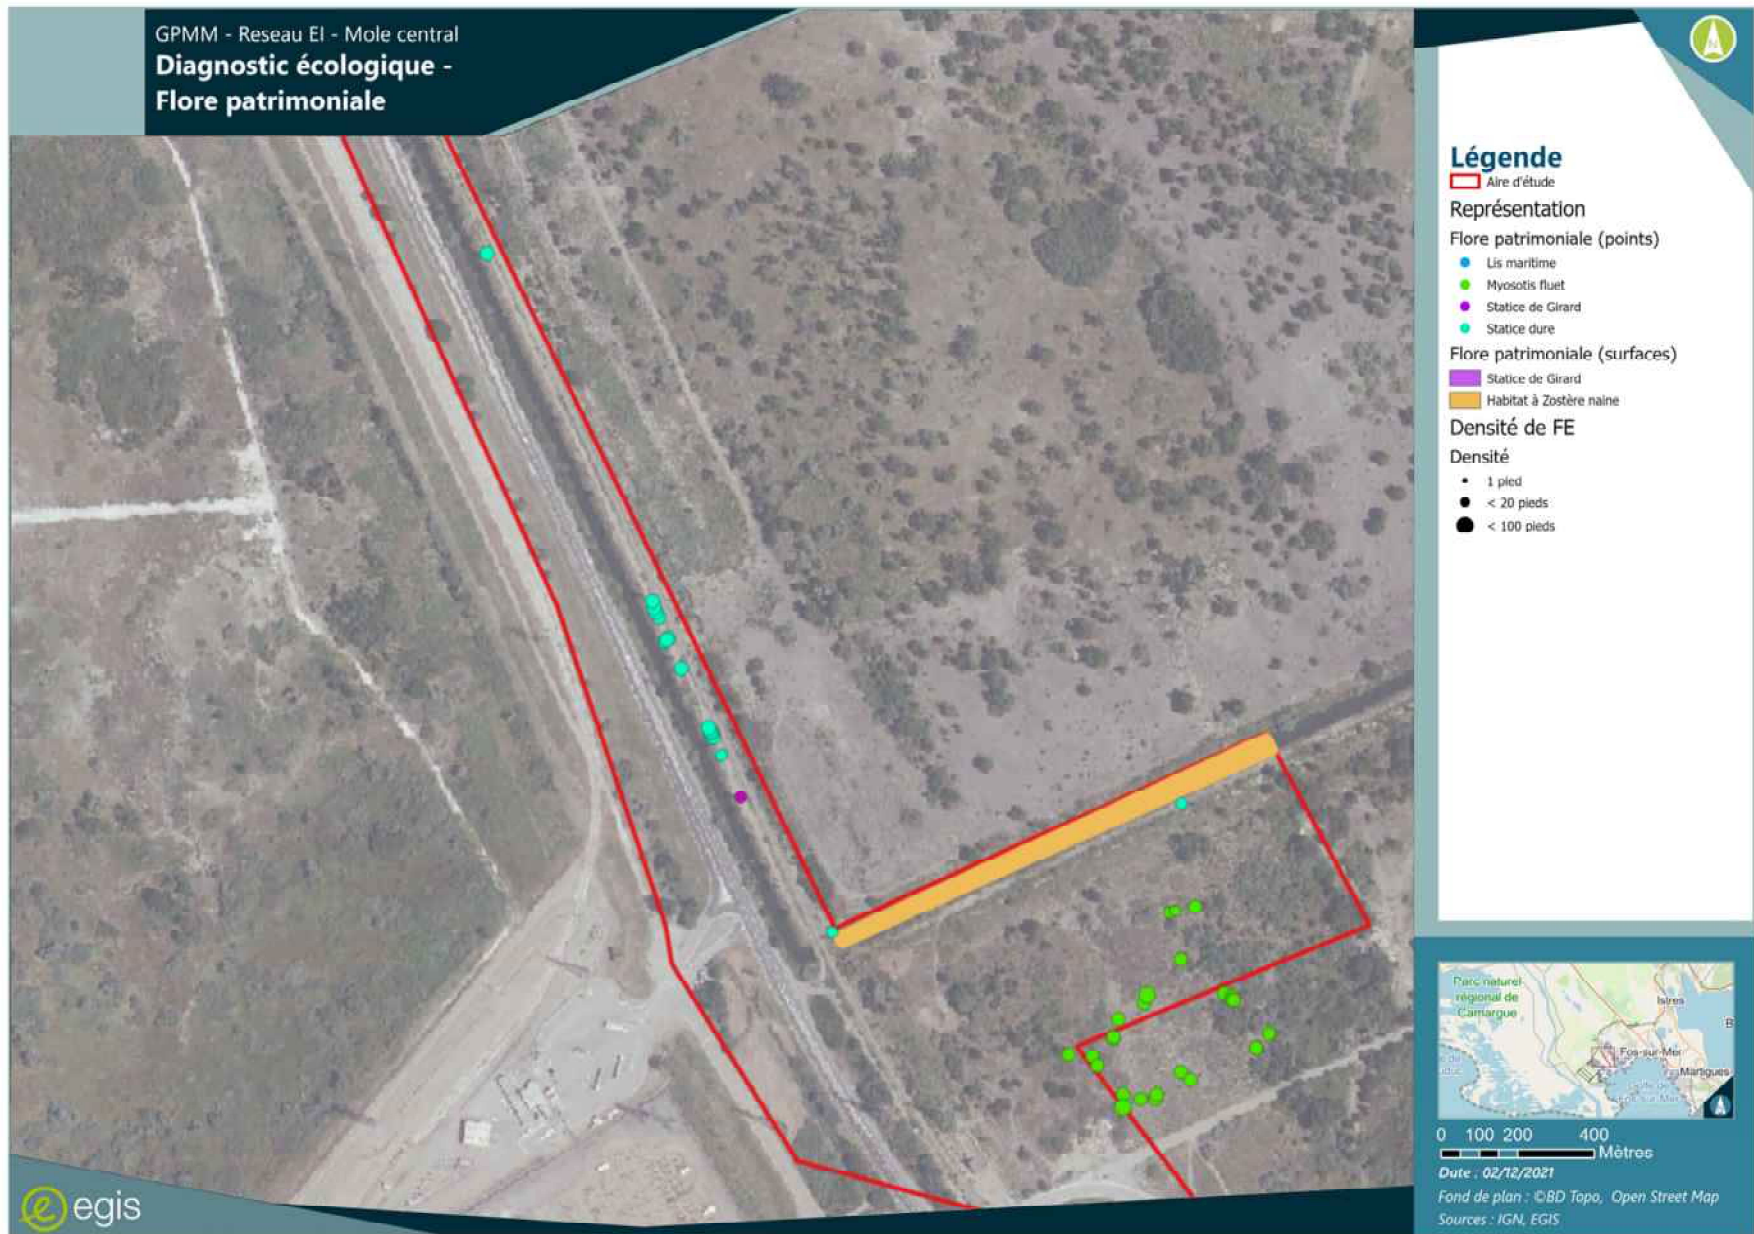 GPMM - Reseau EI - Mole central
Diagnostic écologique -
Flore patrimoniale
Légende
Aire d'étude
Représentation
Flore patrimoniale (points)
Lis maritime
Myosotis fluet
Statice de Girard
Statice dure
Flore patrimoniale (surfaces)
Statice de Girard
Habitat à Zostère naine
Densité de FE
Densité
1 pied
< 20 pieds
< 100 pieds
Parc naturel
régional de
Camargue
Istres
Fos-sur-Mer
Martigues
0 100 200 400
Mètres
Date : 02/12/2021
Fond de plan : ©BD Topo, Open Street Map
Sources : IGN, EGIS
egis